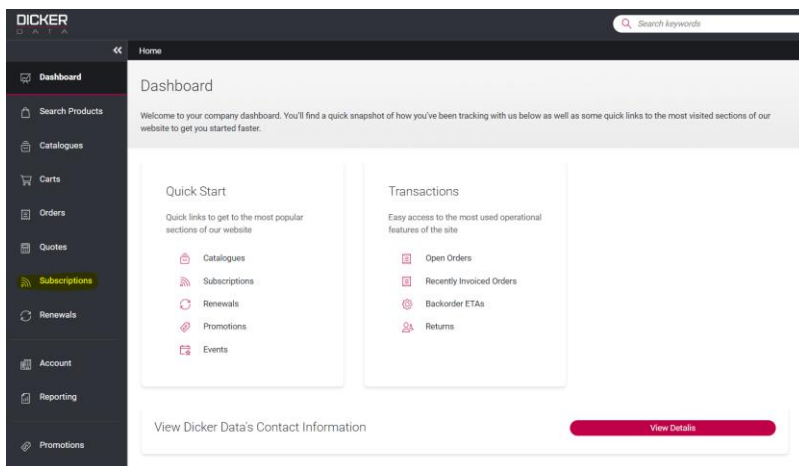 DICKER
DATA
Search keywords
Home
Dashboard
Search Products
Catalogues
Carts
Orders
Quotes
Subscriptions
Renewals
Account
Reporting
Promotions
Dashboard
Welcome to your company dashboard. You'll find a quick snapshot of how you've been tracking with us below as well as some quick links to the most visited sections of our
website to get you started faster.
Quick Start
Quick links to get to the most popular
sections of our website
Catalogues
Subscriptions
Renewals
Promotions
Events
Transactions
Easy access to the most used operational
features of the site
Open Orders
Recently Invoiced Orders
Backorder ETAs
Returns
View Dicker Data's Contact Information
View Details